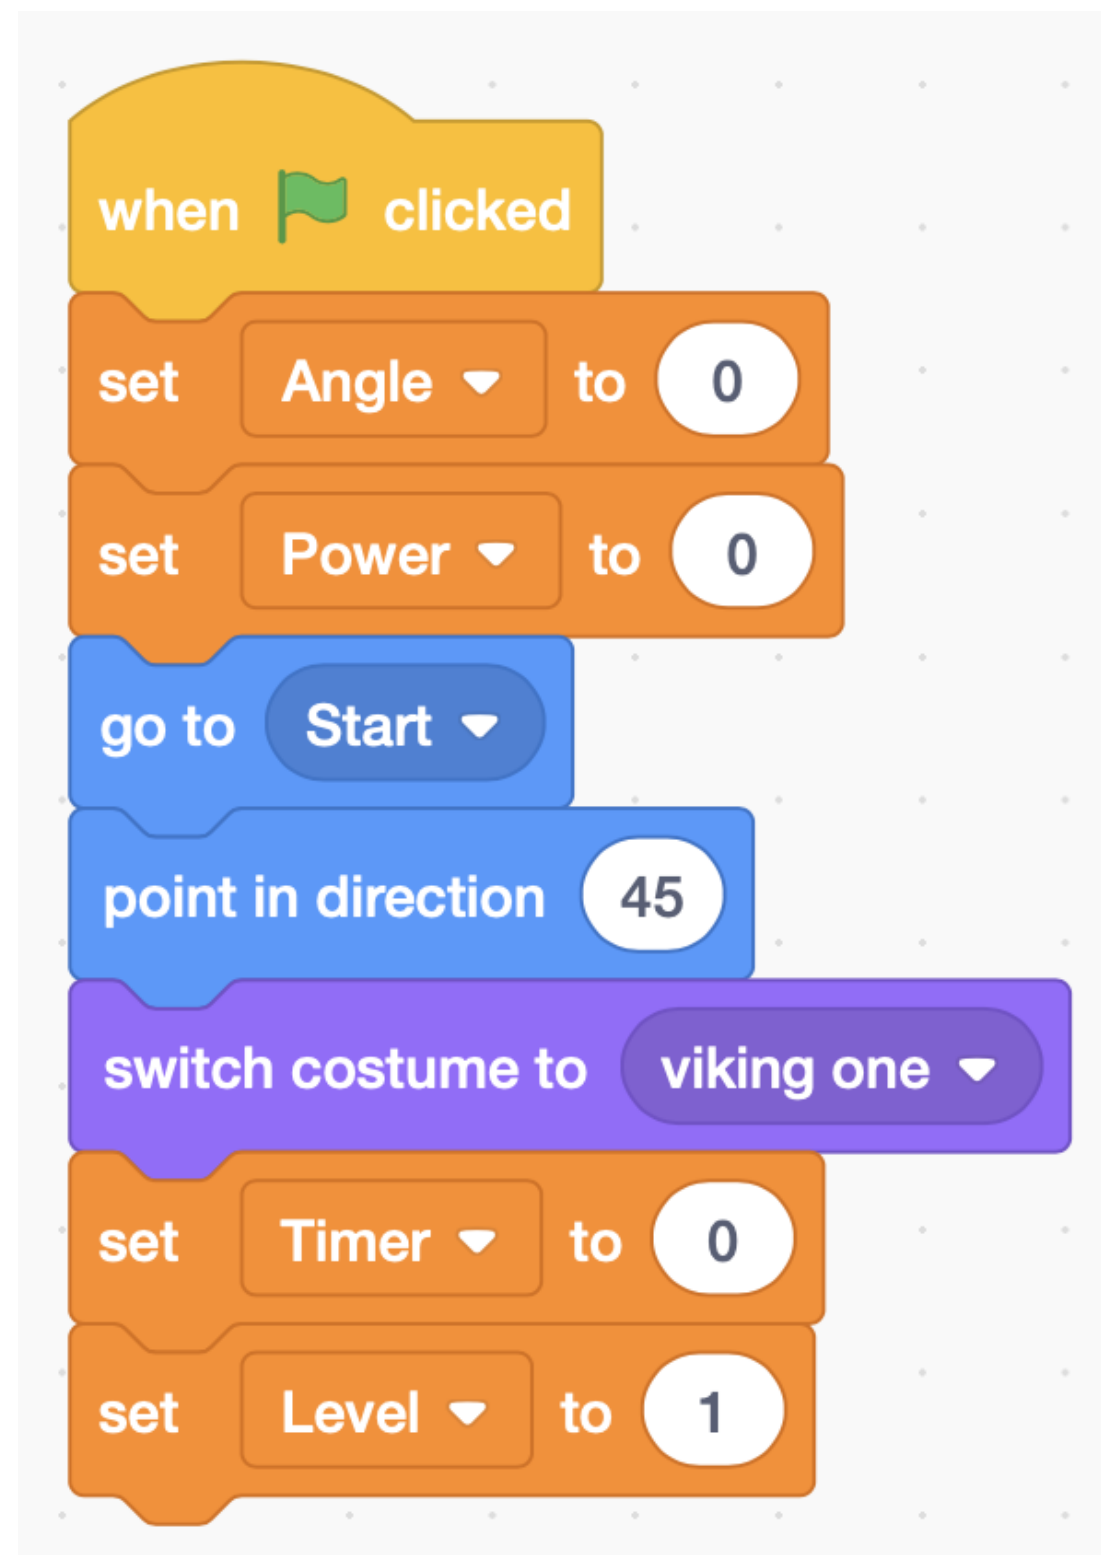 when clicked
set Angle to 0
set Power to 0
go to Start
point in direction 45
switch costume to viking one
set Timer to 0
set Level to 1